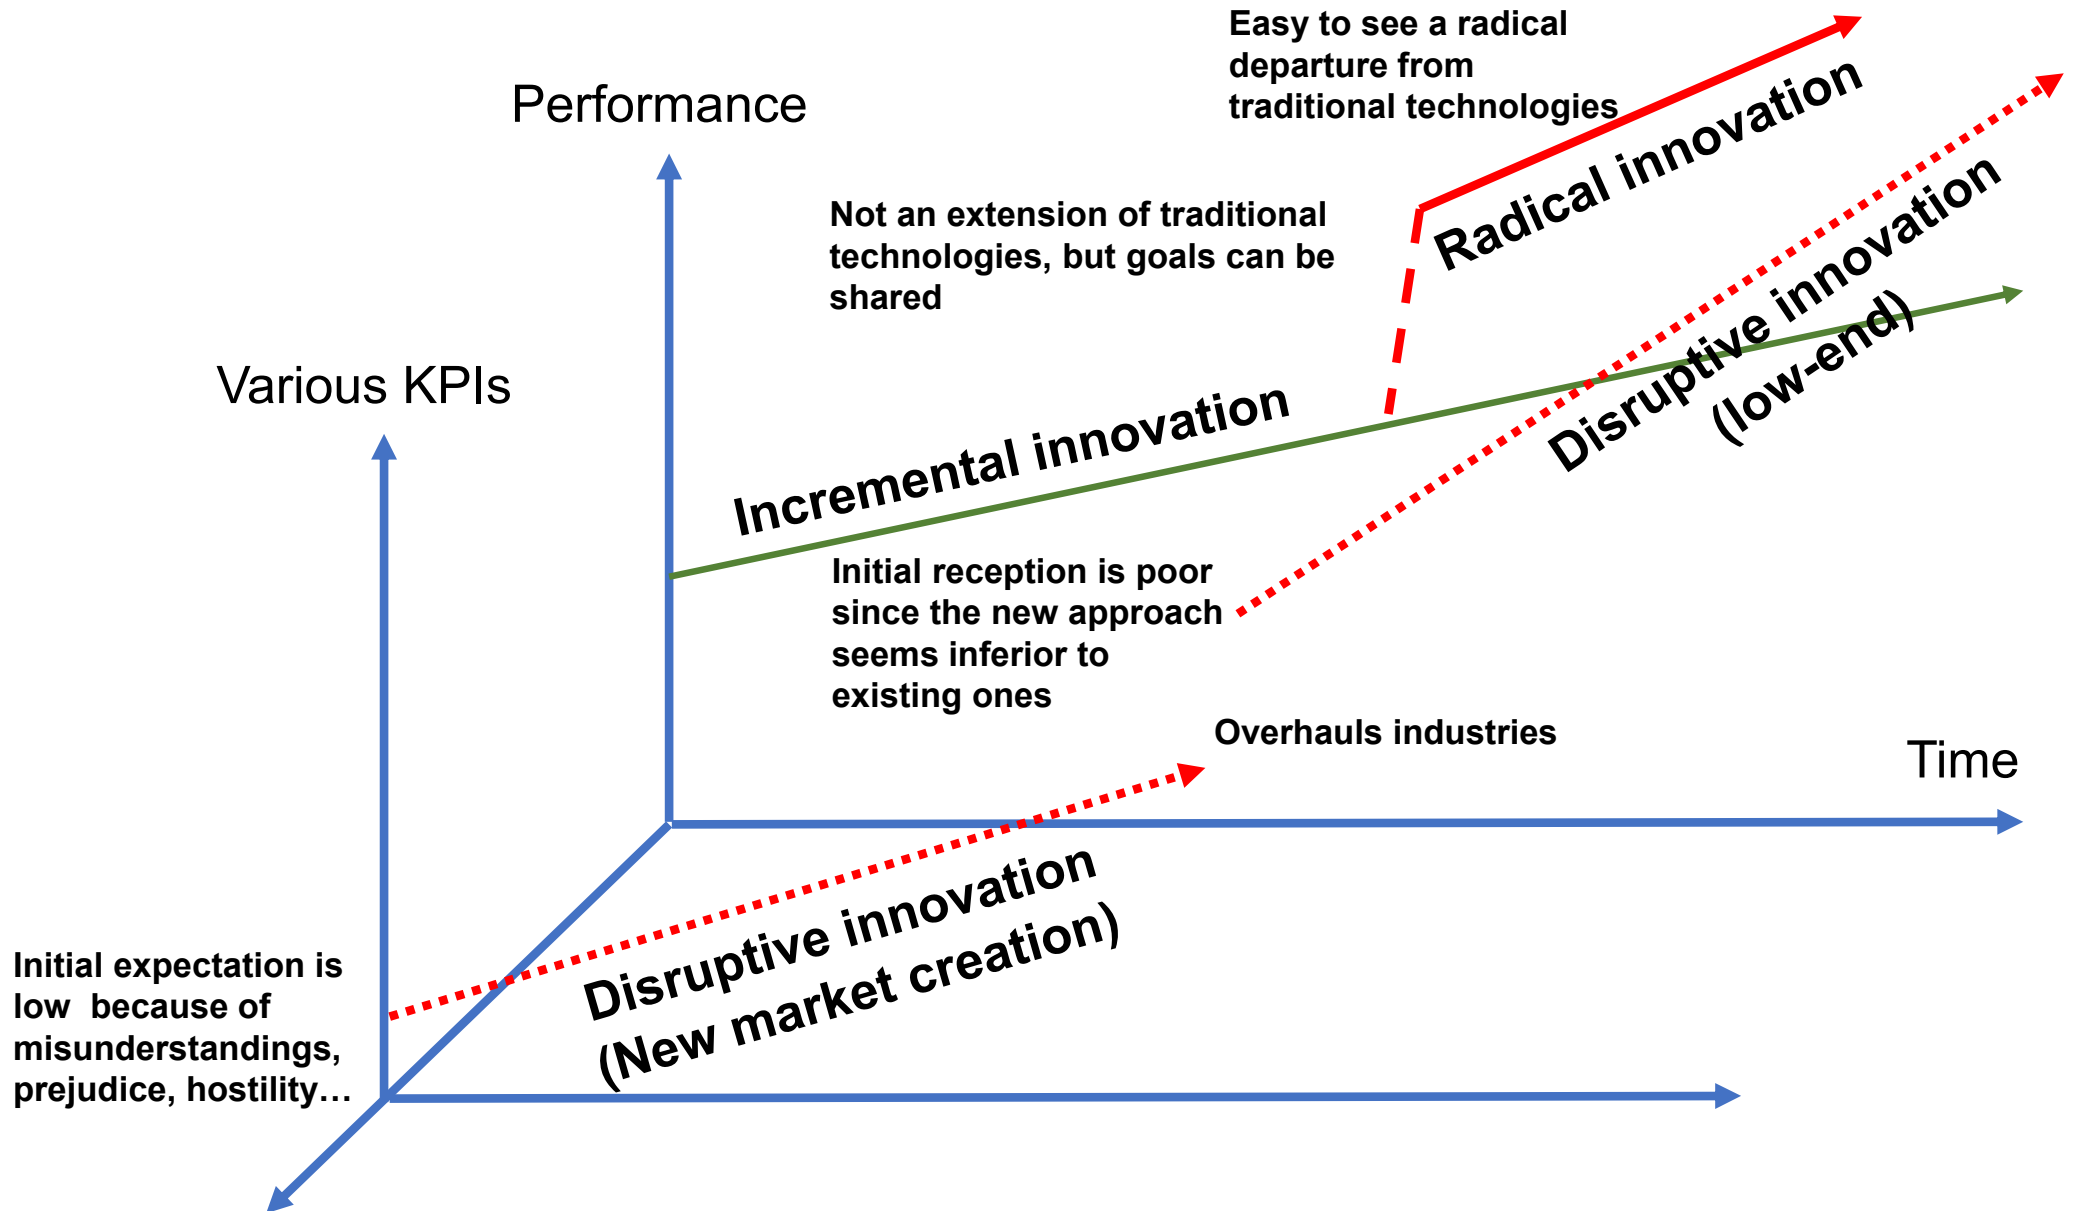 Easy to see a radical
departure from
traditional technologies
Performance
Radical innovation
Not an extension of traditional
technologies, but goals can be
shared
Disruptive innovation
(low-end)
Various KPIs
Incremental innovation
Initial reception is poor
since the new approach
seems inferior to
existing ones
Overhauls industries
Time
Disruptive innovation
(New market creation)
Initial expectation is
low  because of
misunderstandings,
prejudice, hostility…